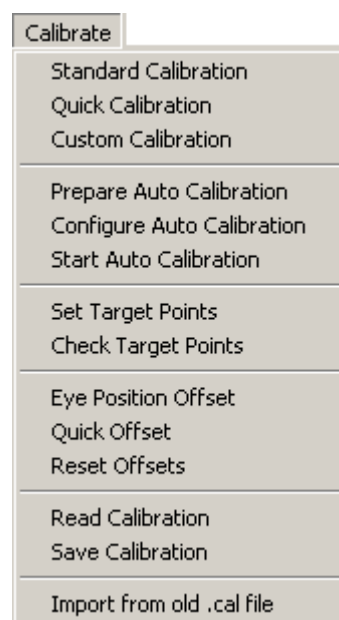 Calibrate
Standard Calibration
Quick Calibration
Custom Calibration
Prepare Auto Calibration
Configure Auto Calibration
Start Auto Calibration
Set Target Points
Check Target Points
Eye Position Offset
Quick Offset
Reset Offsets
Read Calibration
Save Calibration
Import from old .cal file